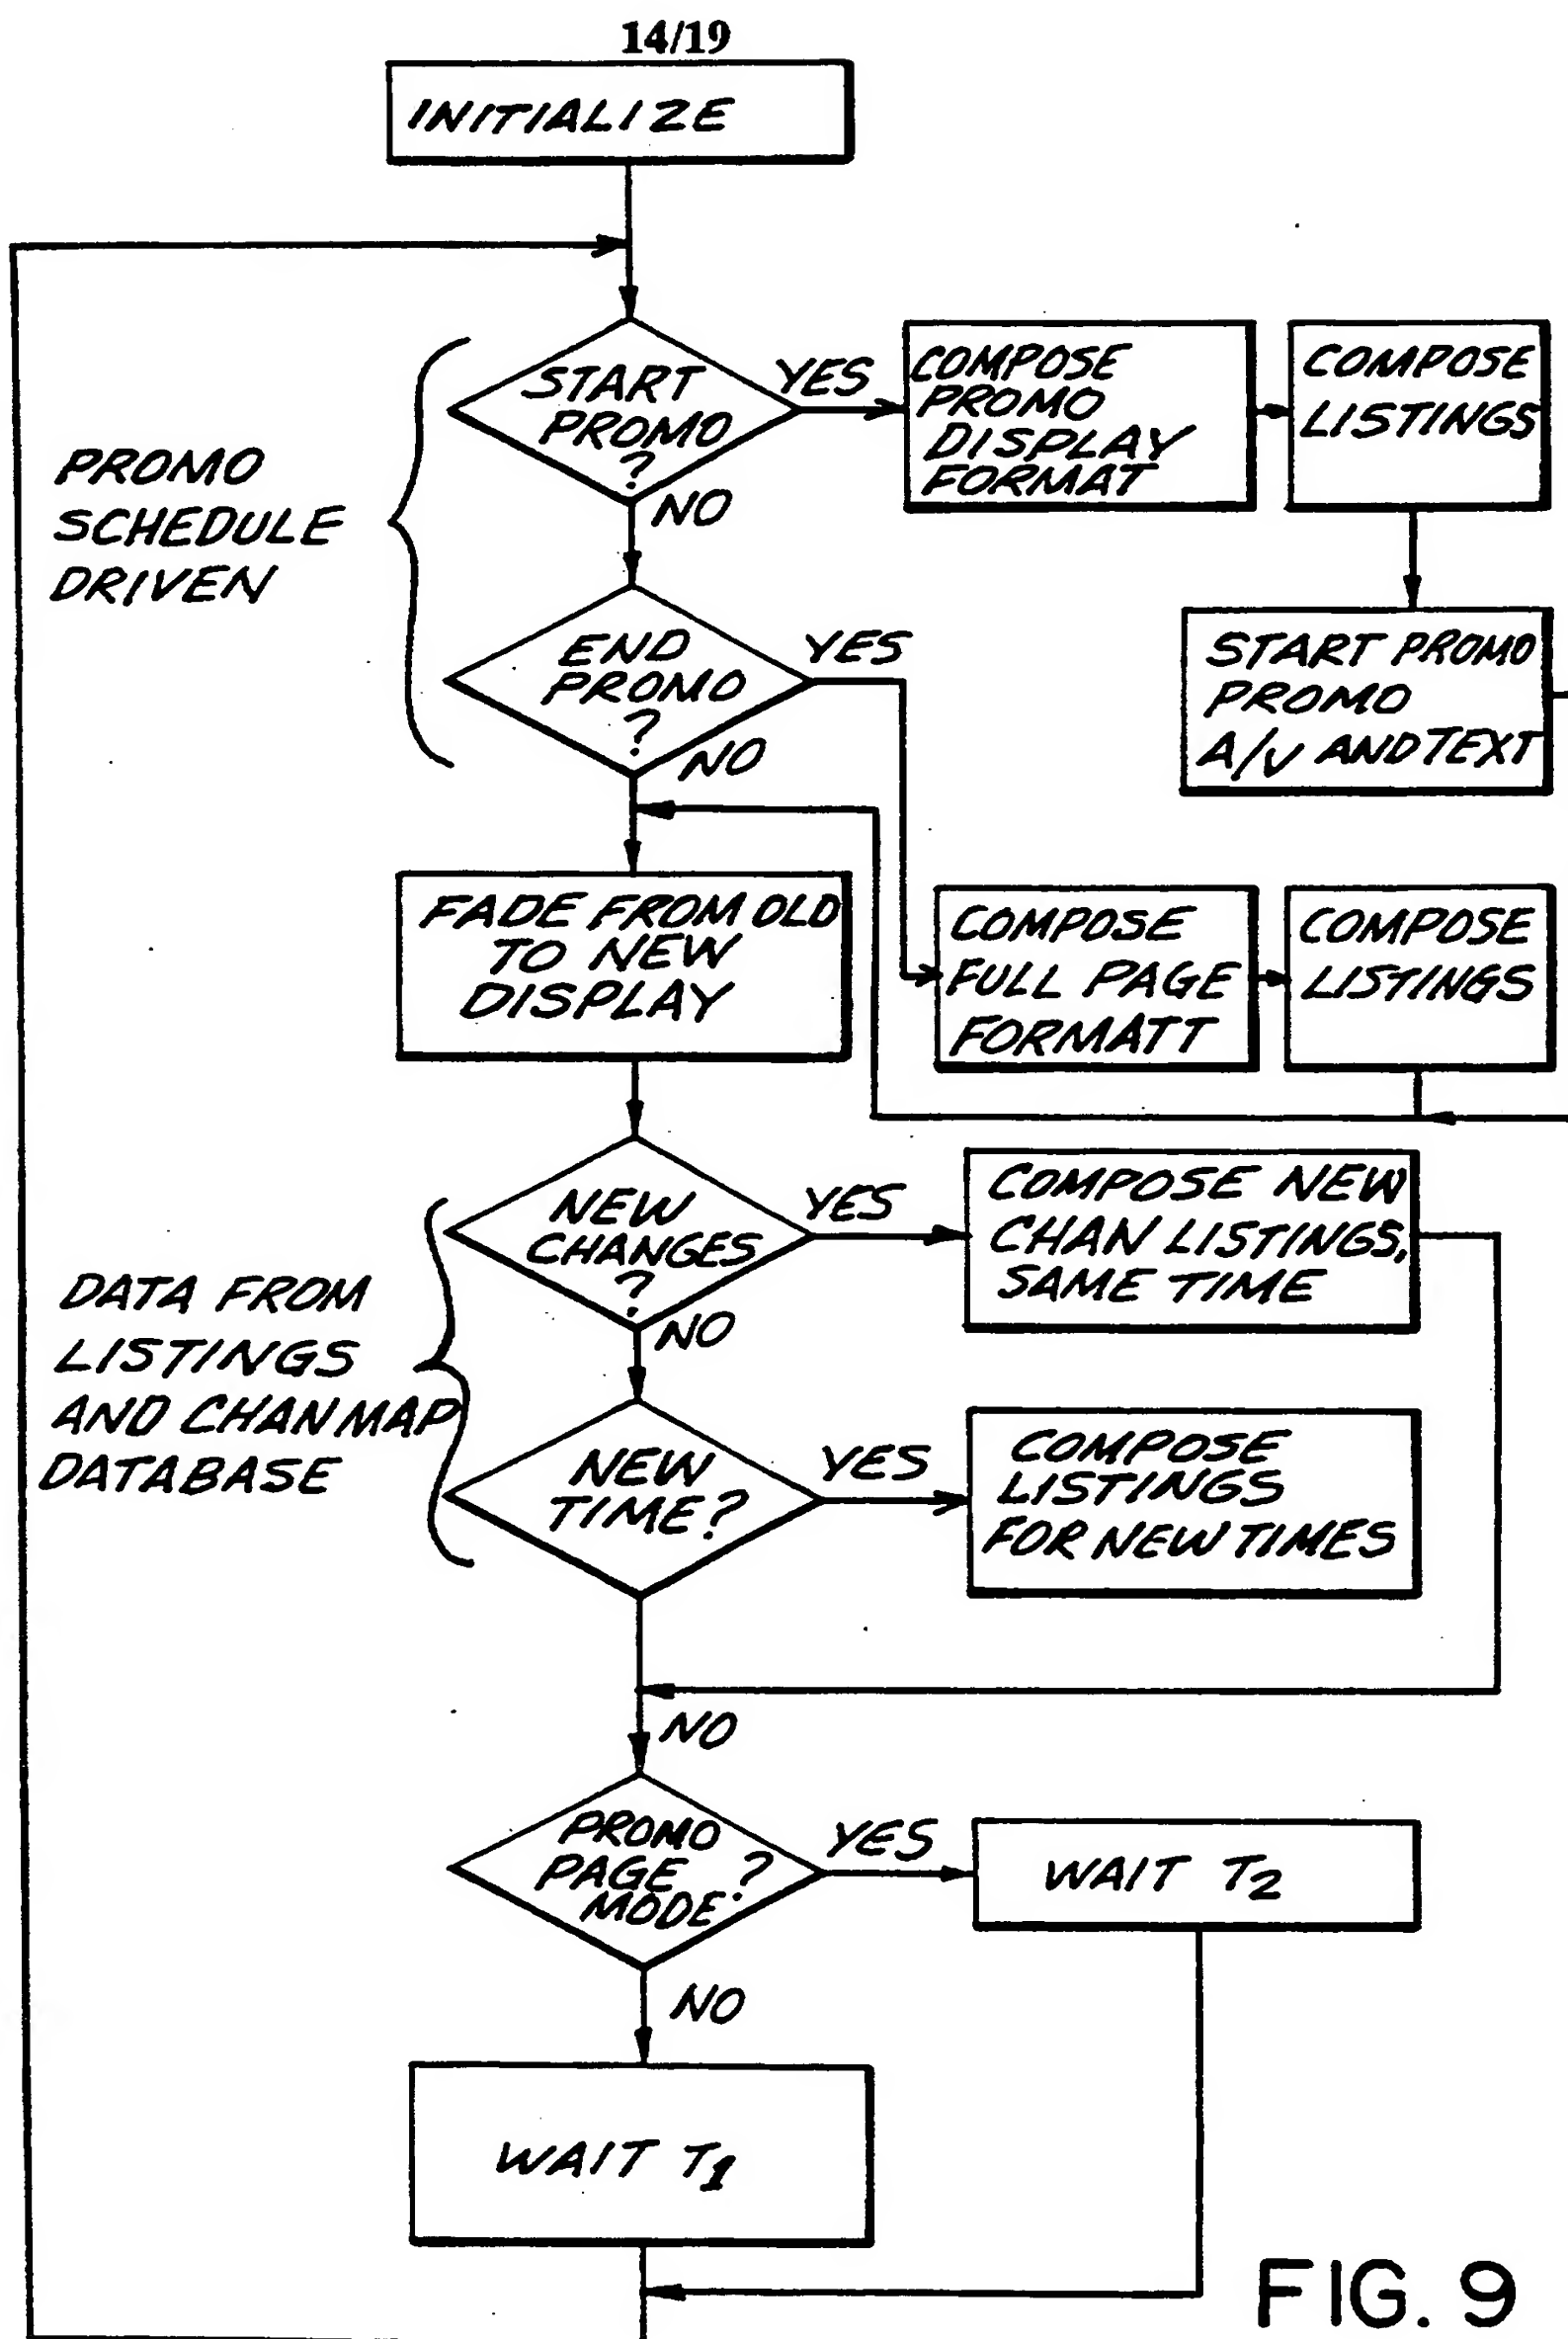 14/19
INITIALIZE
START
PROMO
?
YES
COMPOSE
PROMO
DISPLAY
FORMAT
COMPOSE
LISTINGS
NO
PROMO
SCHEDULE
DRIVEN
START PROMO
PROMO
A/V AND TEXT
END
PROMO
?
YES
NO
FADE FROM OLD
TO NEW
DISPLAY
COMPOSE
FULL PAGE
FORMATT
COMPOSE
LISTINGS
NEW
CHANGES
?
YES
COMPOSE NEW
CHAN LISTINGS,
SAME TIME
NO
DATA FROM
LISTINGS
AND CHAN MAP
DATABASE
NEW
TIME?
YES
COMPOSE
LISTINGS
FOR NEW TIMES
NO
PROMO
PAGE ?
MODE
YES
WAIT T2
NO
WAIT T1
FIG. 9